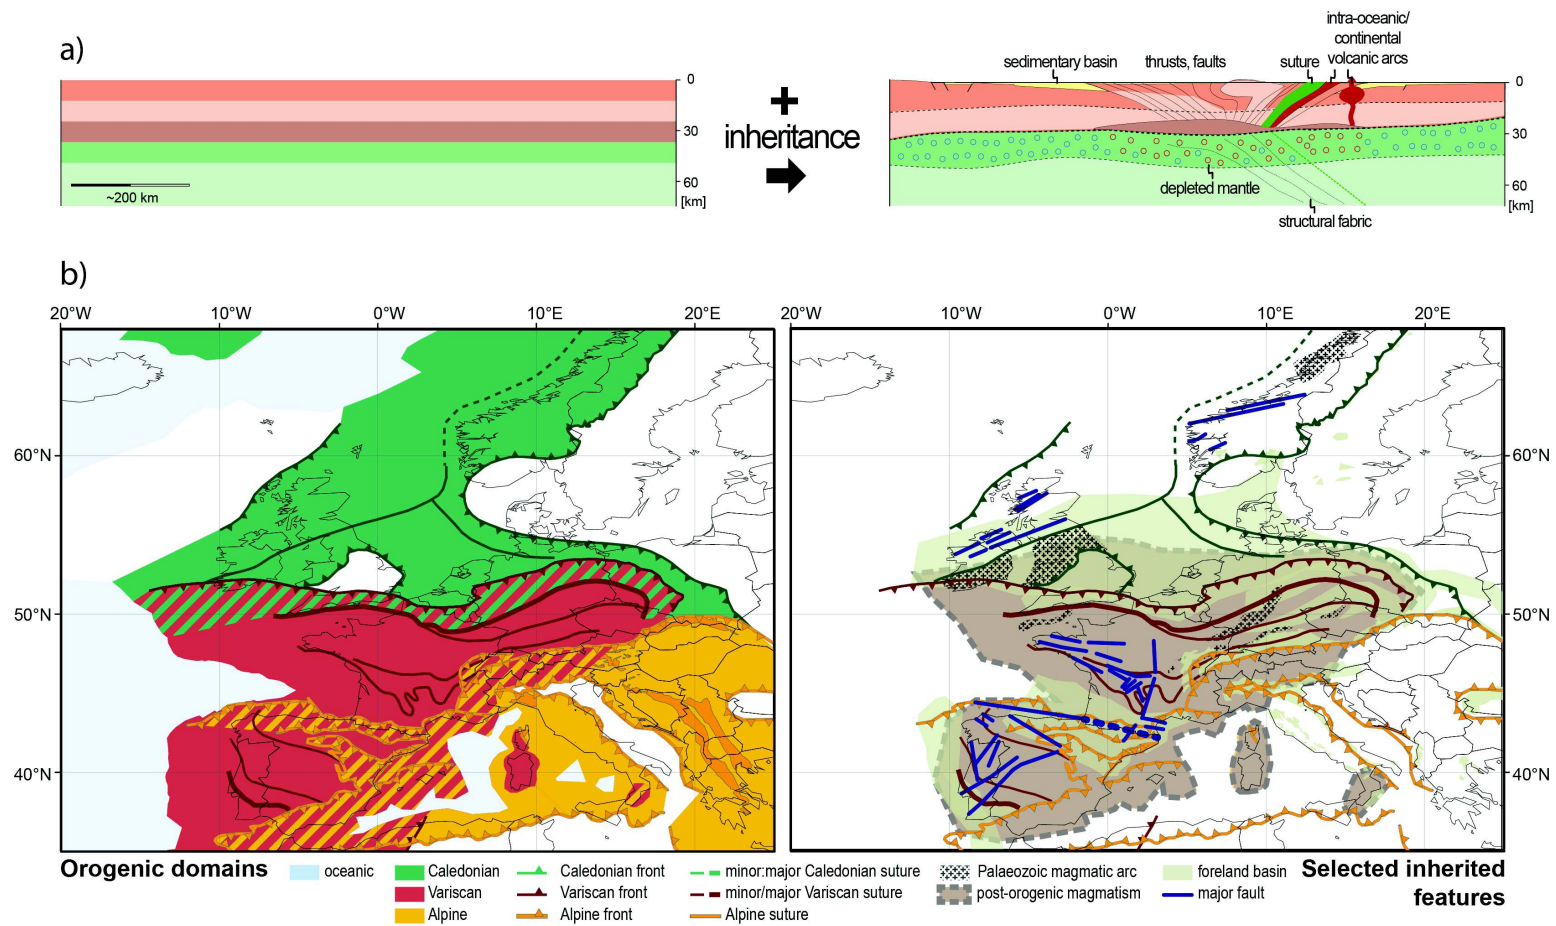 a)
0
30
60
[km]
~200 km
+
inheritance
intra-oceanic/
continental
volcanic arcs
sedimentary basin
thrusts, faults
suture
0
30
60
[km]
depleted mantle
structural fabric
b)
20°W 10°W 0°W 10°E 20°E
20°W 10°W 0°W 10°E 20°E
60°N
60°N
50°N
50°N
40°N
40°N
Orogenic domains
oceanic
Caledonian
Variscan
Alpine
Caledonian front
Variscan front
Alpine front
minor:major Caledonian suture
minor/major Variscan suture
Alpine suture
Palaeozoic magmatic arc
post-orogenic magmatism
foreland basin
major fault
Selected inherited
features